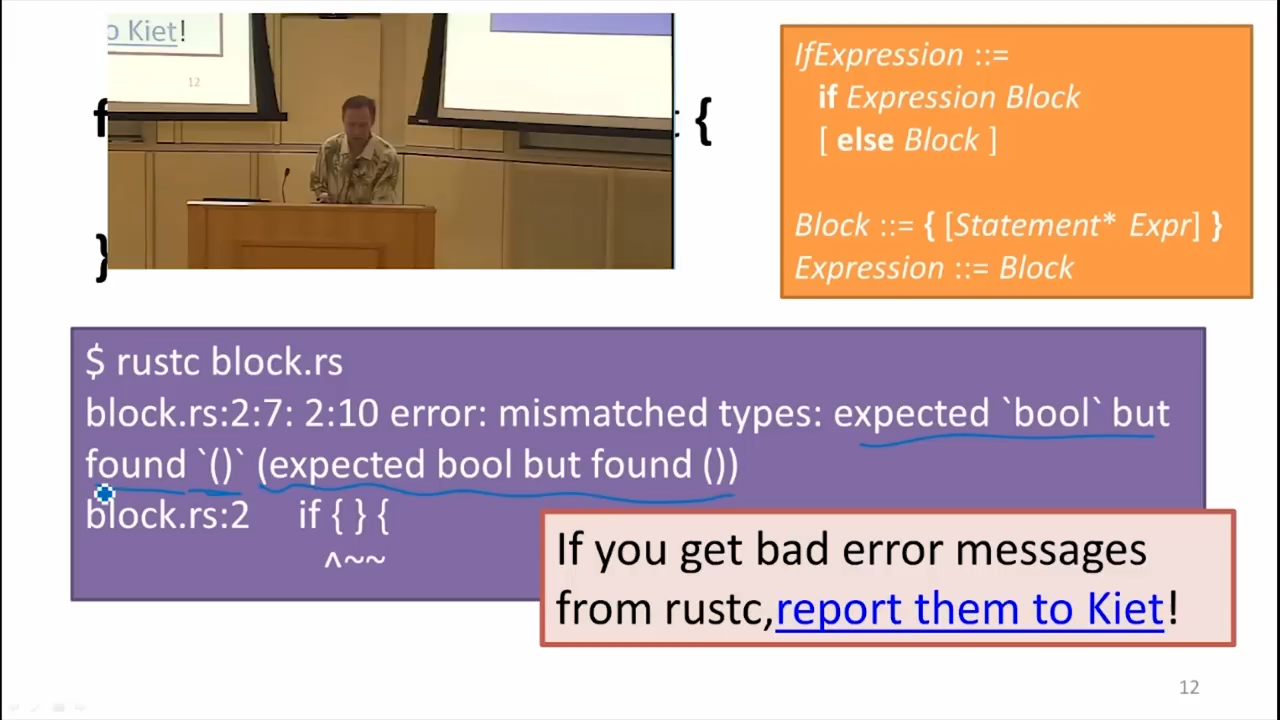 o Kiet!
12
{
}
IfExpression ::=
if Expression Block
[ else Block ]
Block ::= { [Statement* Expr] }
Expression ::= Block
$ rustc block.rs
block.rs:2:7: 2:10 error: mismatched types: expected `bool` but
found `()` (expected bool but found ())
block.rs:2 if { } {
^~~
If you get bad error messages
from rustc,report them to Kiet!
12